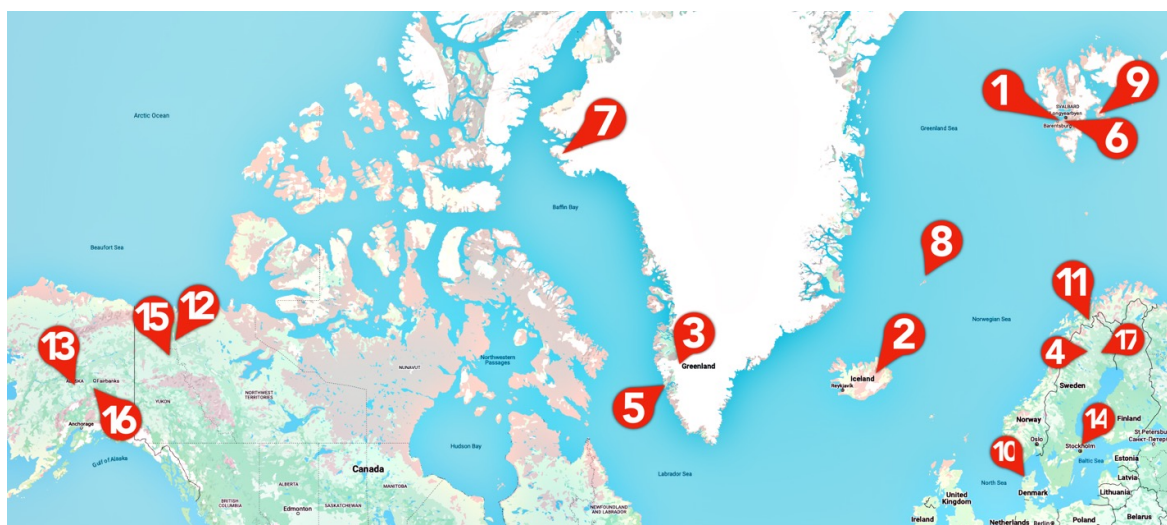 Arctic Ocean
Beaufort Sea
Greenland Sea
Baffin Bay
Norwegian Sea
Northwestern
Passages
Hudson Bay
Labrador Sea
Gulf of Alaska
North Sea
Baltic Sea
SVALBARD
Longyearbyen
Barentsburg
1
9
6
7
8
11
12
15
13
16
3
5
2
4
17
14
10
Greenland
Iceland
Reykjavik
ALASKA
Fairbanks
Anchorage
YUKON
NORTHWEST
TERRITORIES
NUNAVUT
Canada
BRITISH
COLUMBIA
ALBERTA
Edmonton
SASKATCHEWAN
MANITOBA
NEWFOUNDLAND
AND LABRADOR
Sweden
Norway
Oslo
Finland
Stockholm
St Petersbu
Санкт-Петер
Estonia
Latvia
Lithuania
Denmark
United
Kingdom
Ireland
Netherlands
Berlin
Poland
Belarus